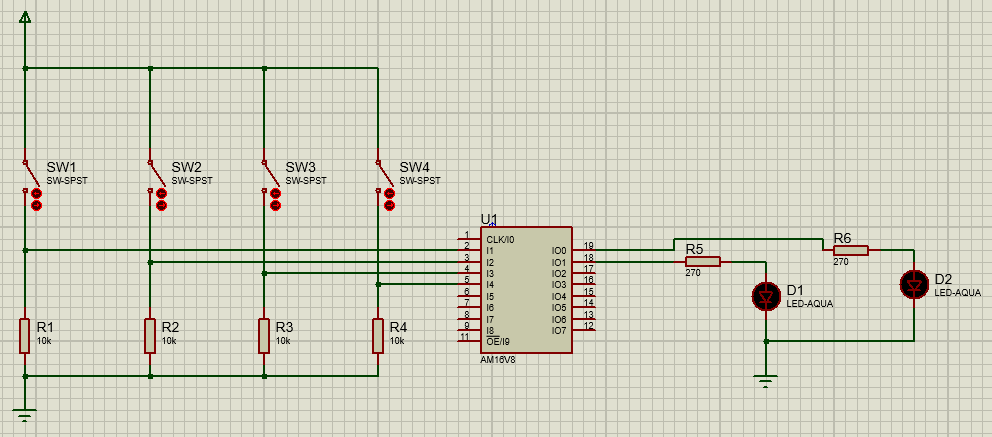 SW1
SW-SPST
SW2
SW-SPST
SW3
SW-SPST
SW4
SW-SPST
U1
1 CLK/I0
2 I1 IO0 19
3 I2 IO1 18
4 I3 IO2 17
5 I4 IO3 16
6 I5 IO4 15
7 I6 IO5 14
8 I7 IO6 13
9 I8 IO7 12
11 OE/I9
AM16V8
R5
270
R6
270
D1
LED-AQUA
D2
LED-AQUA
R1
10k
R2
10k
R3
10k
R4
10k